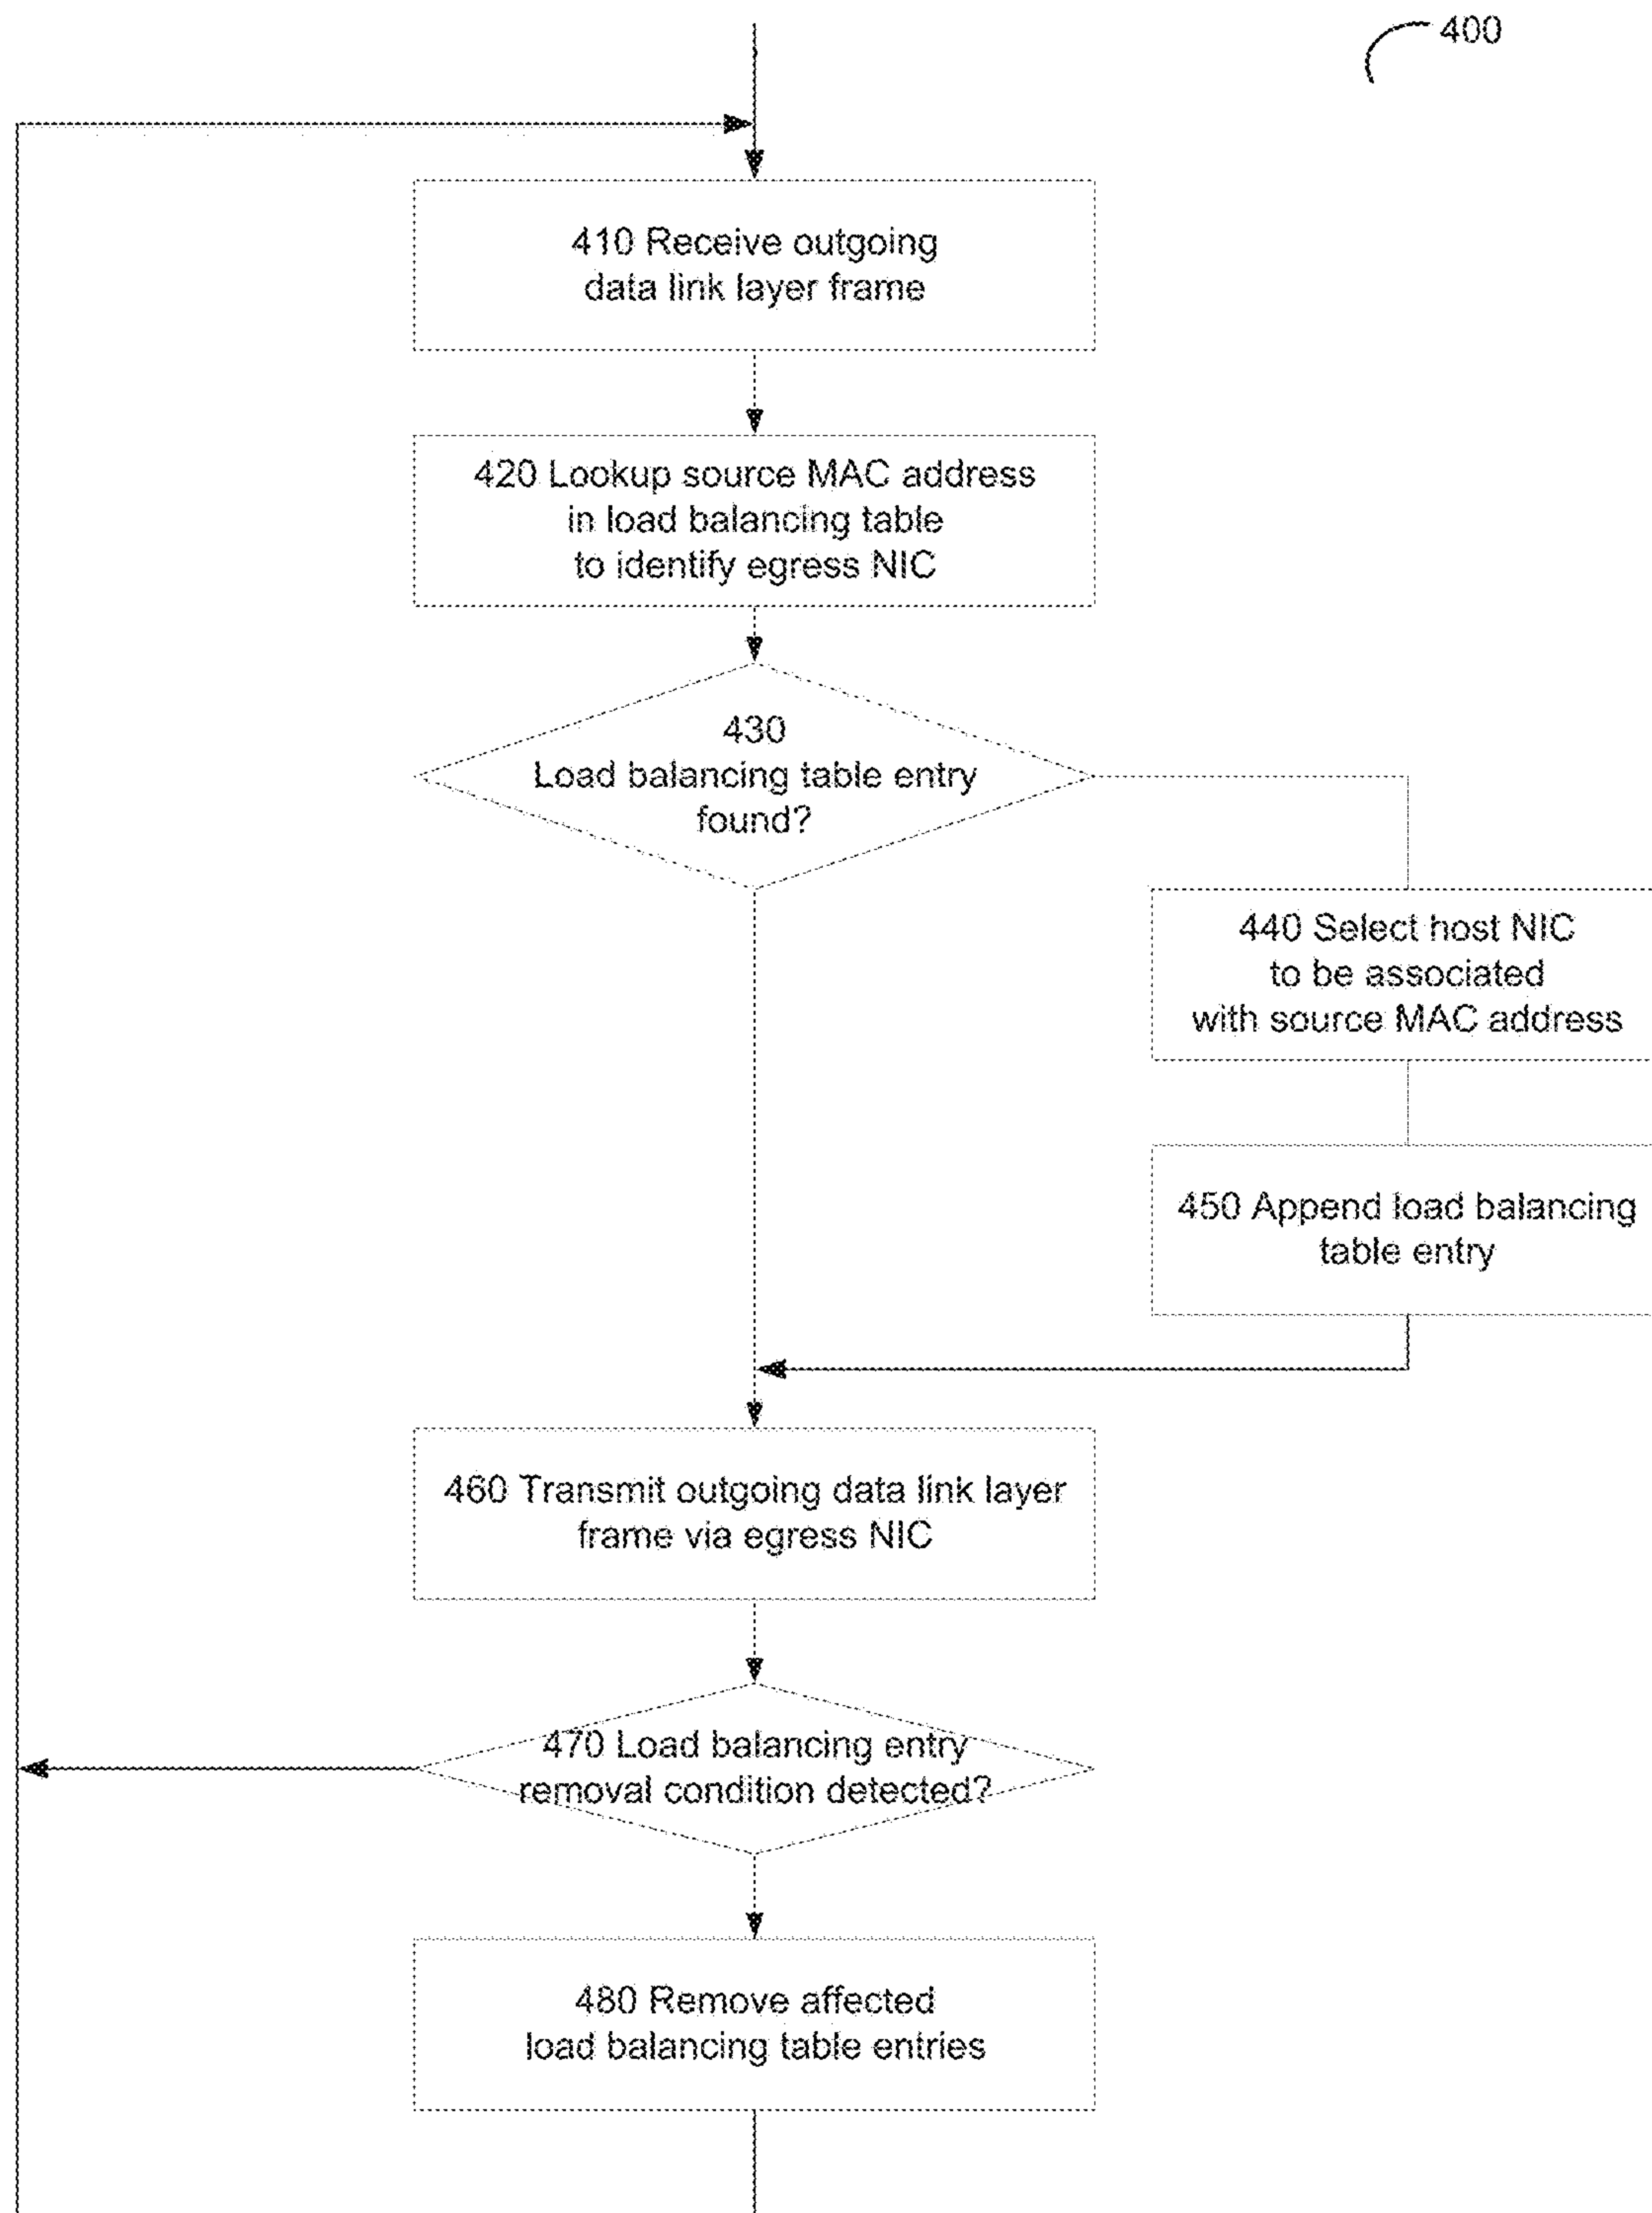 400
410 Receive outgoing
data link layer frame
420 Lookup source MAC address
in load balancing table
to identify egress NIC
430
Load balancing table entry
found?
440 Select host NIC
to be associated
with source MAC address
450 Append load balancing
table entry
460 Transmit outgoing data link layer
frame via egress NIC
470 Load balancing entry
removal condition detected?
480 Remove affected
load balancing table entries